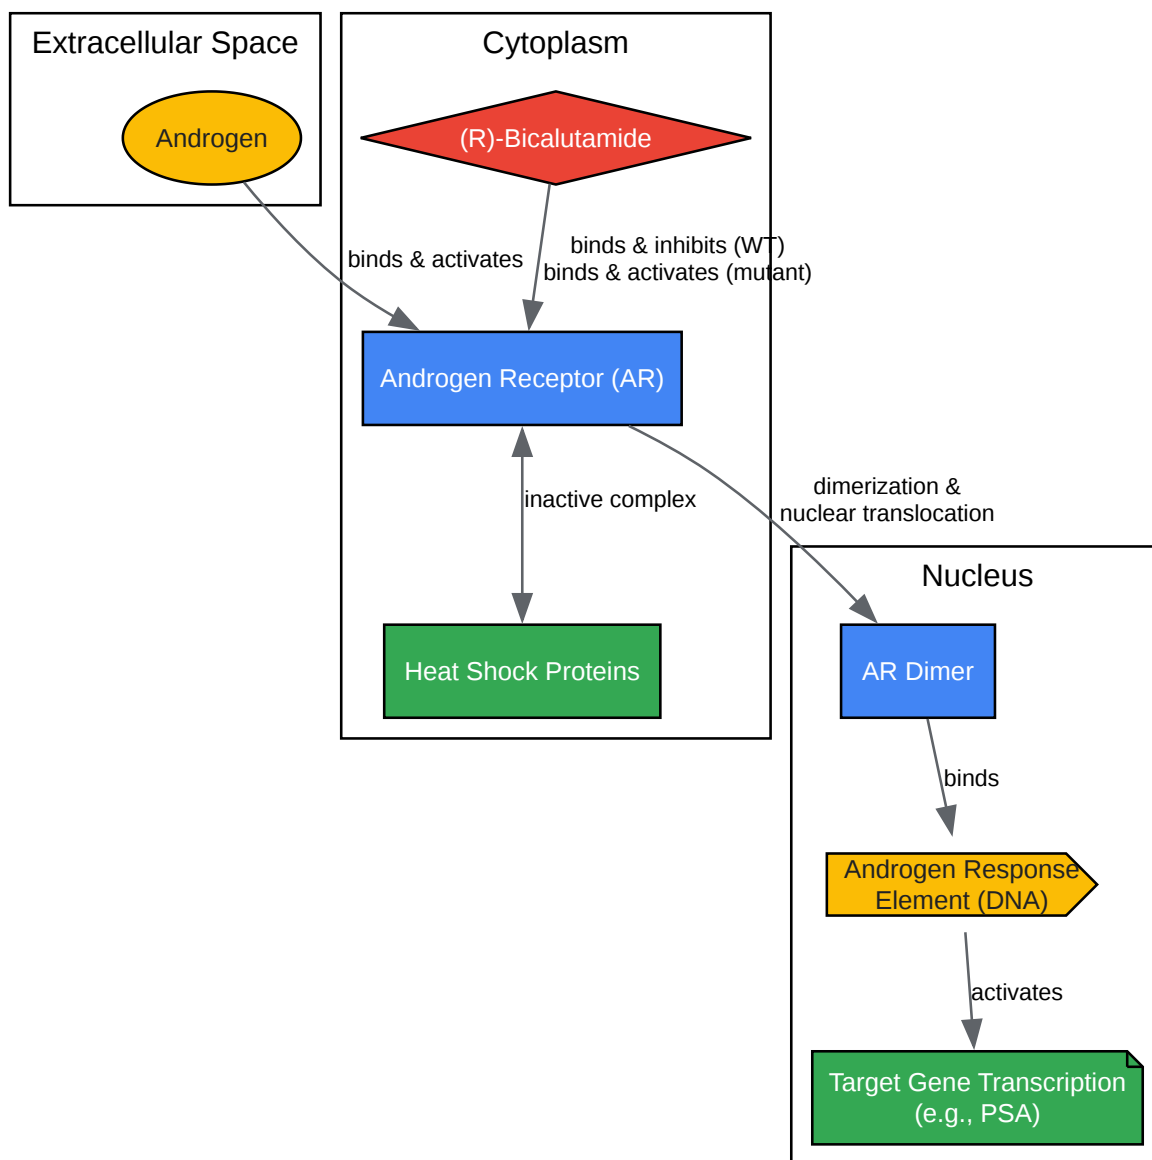 Extracellular Space
Cytoplasm
Androgen
(R)-Bicalutamide
binds & activates
binds & inhibits (WT)
binds & activates (mutant)
Androgen Receptor (AR)
inactive complex
dimerization &
nuclear translocation
Nucleus
Heat Shock Proteins
AR Dimer
binds
Androgen Response
Element (DNA)
activates
Target Gene Transcription
(e.g., PSA)